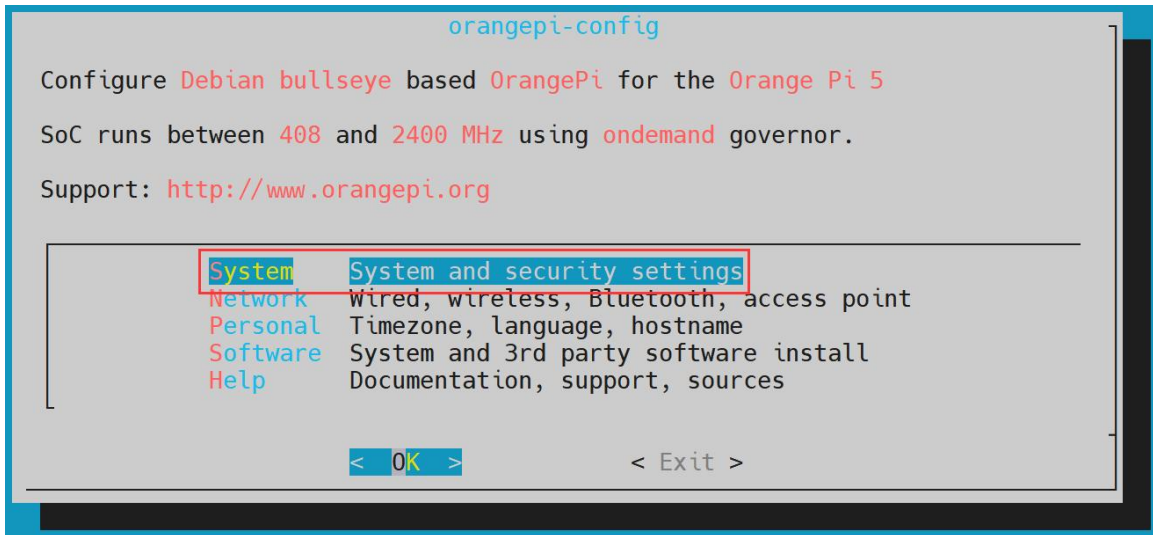 orangepi-config
Configure Debian bullseye based OrangePi for the Orange Pi 5
SoC runs between 408 and 2400 MHz using ondemand governor.
Support: http://www.orangepi.org
System System and security settings
Network Wired, wireless, Bluetooth, access point
Personal Timezone, language, hostname
Software System and 3rd party software install
Help Documentation, support, sources
< OK > < Exit >